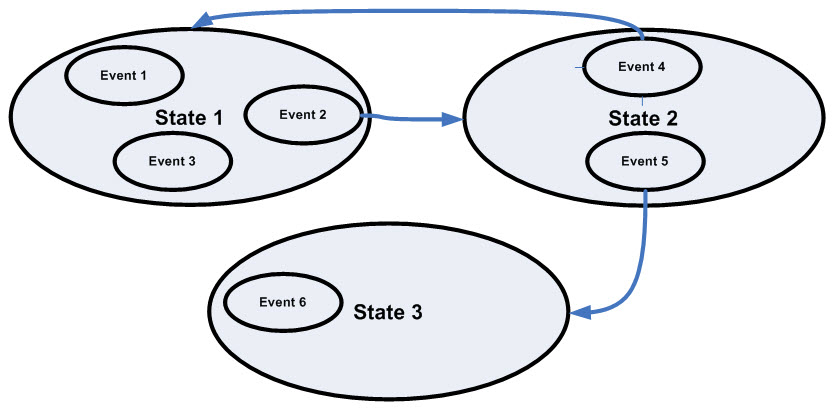 Event 1
State 1
Event 2
Event 3
Event 4
State 2
Event 5
Event 6
State 3